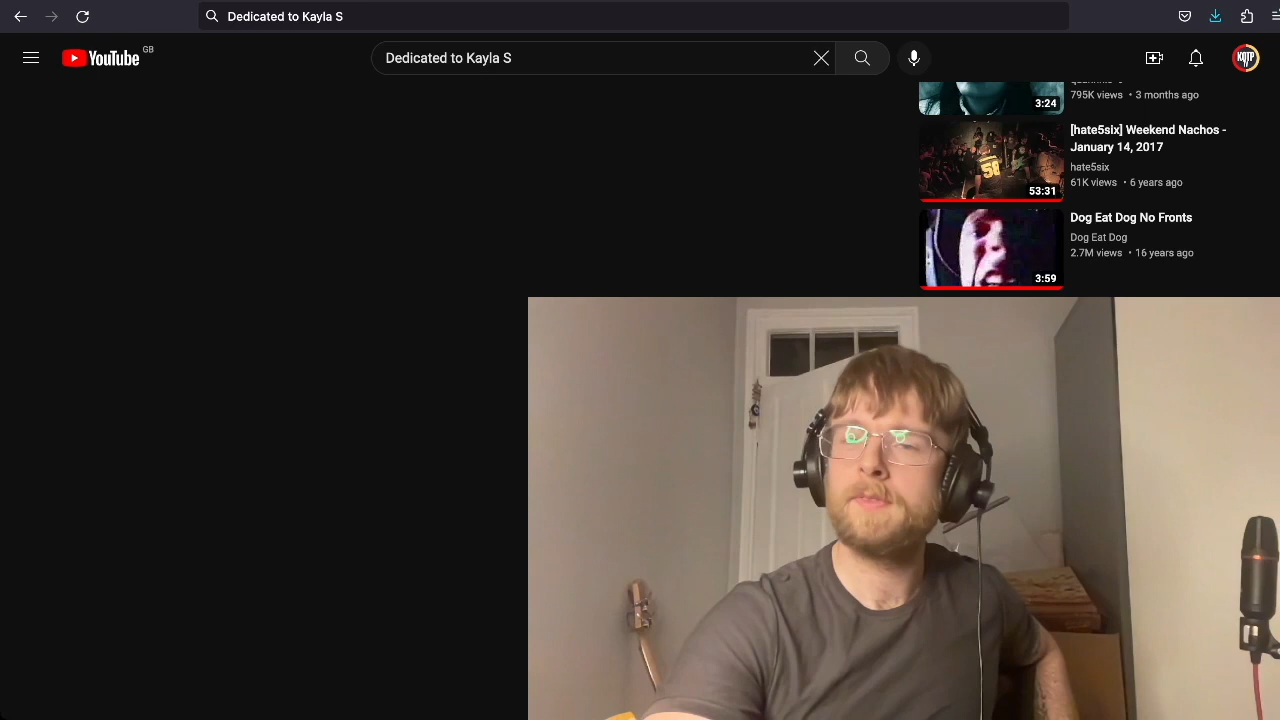 Dedicated to Kayla S
YouTube GB
Dedicated to Kayla S
KQTP
795K views • 3 months ago
3:24
[hate5six] Weekend Nachos -
January 14, 2017
hate5six
61K views • 6 years ago
58
53:31
Dog Eat Dog No Fronts
Dog Eat Dog
2.7M views • 16 years ago
3:59